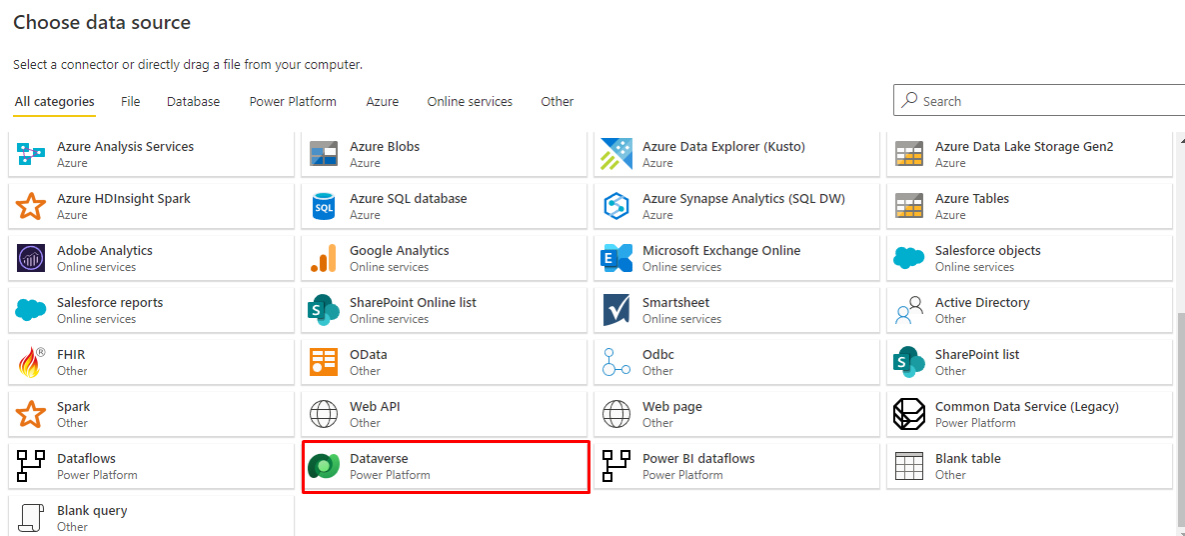 Choose data source
Select a connector or directly drag a file from your computer.
All categories File Database Power Platform Azure Online services Other Search
Azure Analysis Services Azure Blobs Azure Data Explorer (Kusto) Azure Data Lake Storage Gen2
Azure Azure Azure Azure
Azure HDInsight Spark Azure SQL database Azure Synapse Analytics (SQL DW) Azure Tables
SQL
Azure Azure Azure Azure
Adobe Analytics Google Analytics Microsoft Exchange Online Salesforce objects
E
Online services Online services Online services Online services
Salesforce reports SharePoint Online list Smartsheet Active Directory
S
Online services Online services Online services Other
FHIR OData Odbc SharePoint list
® S
Other Other Other Other
Spark Web API Web page Common Data Service (Legacy)
Other Other Other Power Platform
Dataflows Dataverse Power BI dataflows Blank table
Power Platform Power Platform Power Platform Other
Blank query
Other